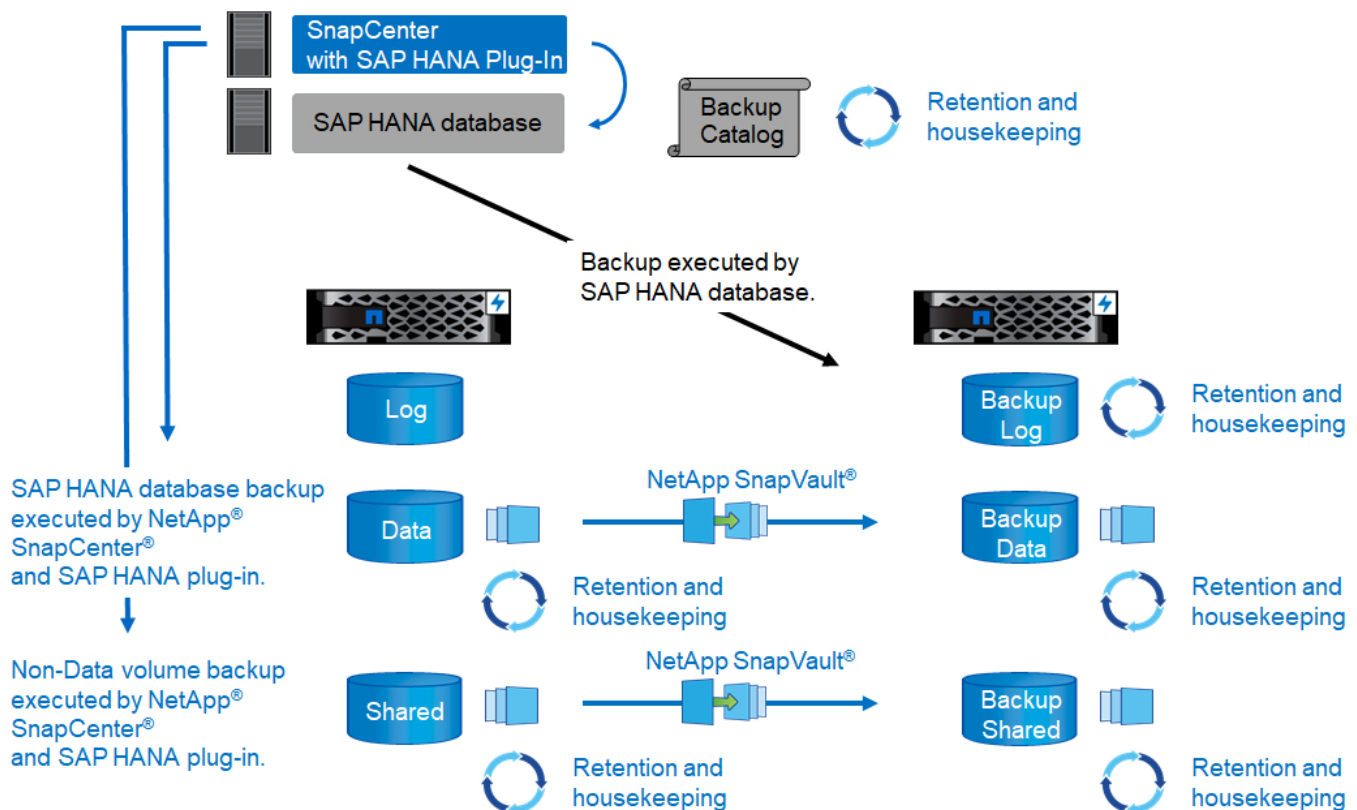 SnapCenter
with SAP HANA Plug-In
SAP HANA database
Backup
Catalog
Retention and
housekeeping
Backup executed by
SAP HANA database.
Log
Backup
Log
Retention and
housekeeping
SAP HANA database backup
executed by NetApp®
SnapCenter®
and SAP HANA plug-in.
Data
NetApp SnapVault®
Backup
Data
Retention and
housekeeping
Retention and
housekeeping
Non-Data volume backup
executed by NetApp®
SnapCenter®
and SAP HANA plug-in.
Shared
NetApp SnapVault®
Backup
Shared
Retention and
housekeeping
Retention and
housekeeping